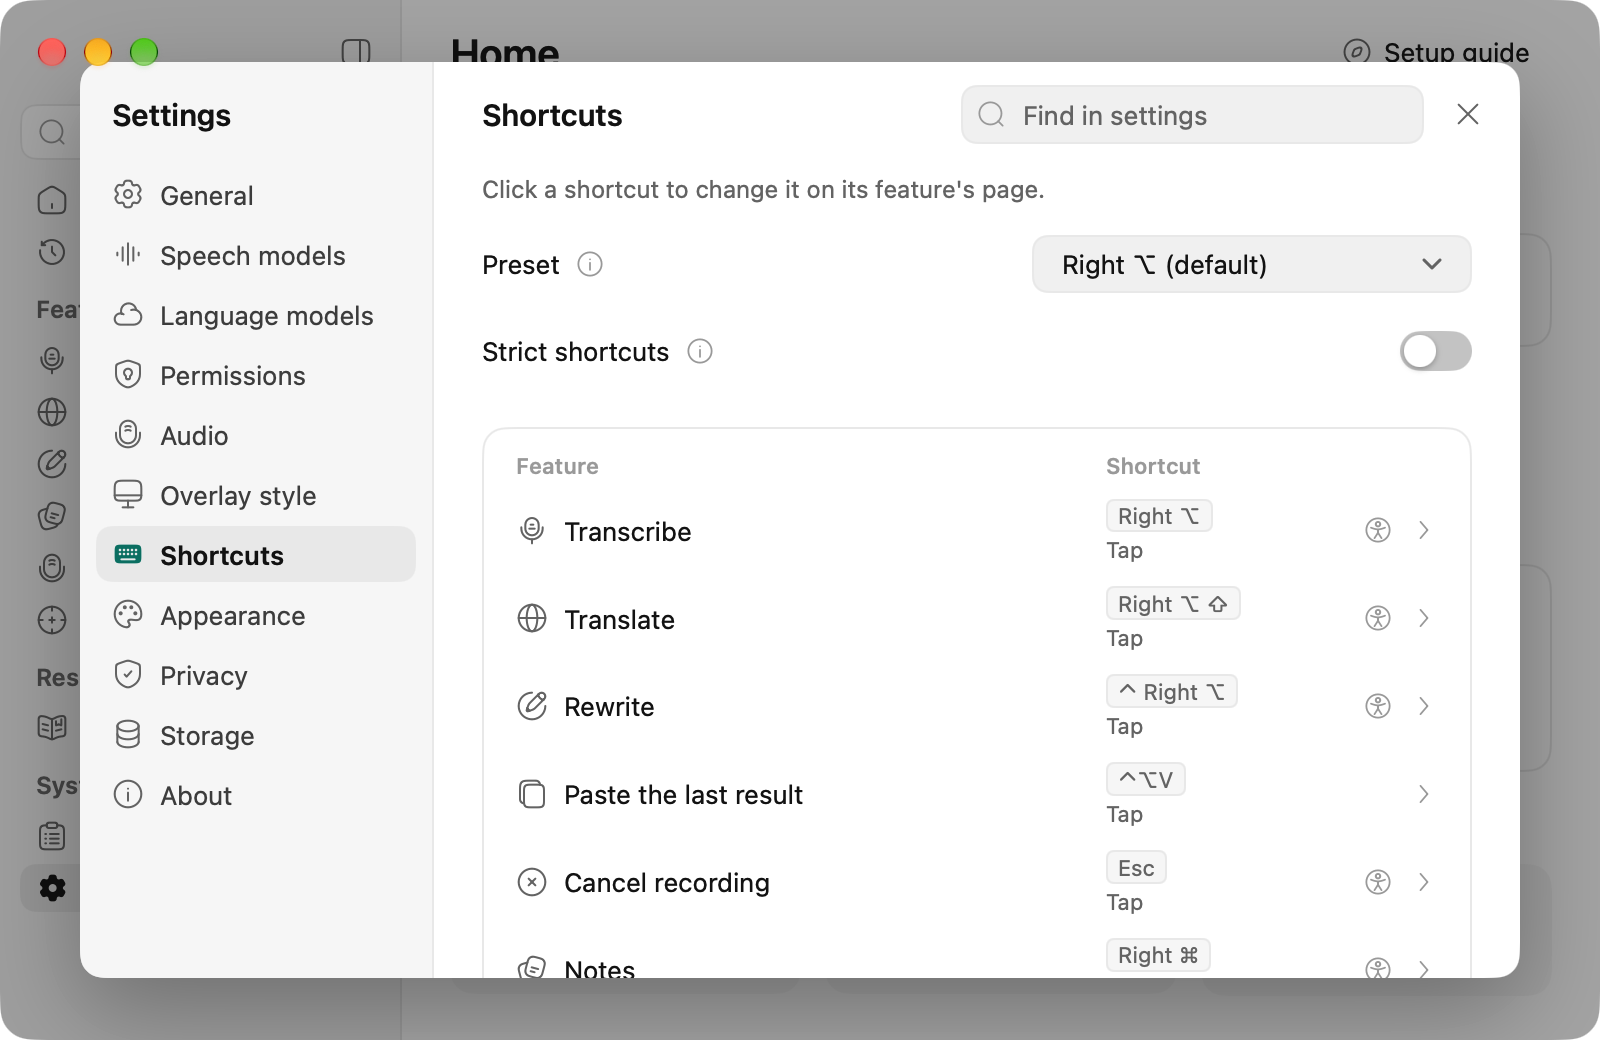 Home
Setup guide
Settings
General
Speech models
Language models
Permissions
Audio
Overlay style
Shortcuts
Appearance
Privacy
Storage
About
Shortcuts
Find in settings
Click a shortcut to change it on its feature's page.
Preset
Right ⌥ (default)
Strict shortcuts
Feature Shortcut
Transcribe
Right ⌥
Tap
Translate
Right ⌥ ⇧
Tap
Rewrite
^ Right ⌥
Tap
Paste the last result
^⌥V
Tap
Cancel recording
Esc
Tap
Notes
Right ⌘